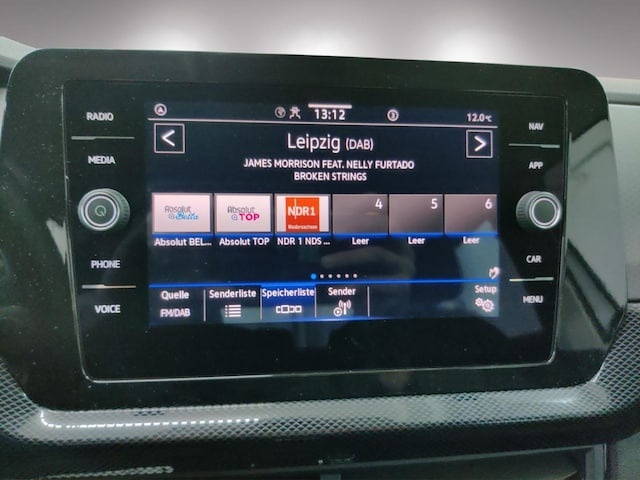 RADIO
MEDIA
PHONE
VOICE
13:12
12.0°C
Leipzig (DAB)
JAMES MORRISON FEAT. NELLY FURTADO
BROKEN STRINGS
Absolut Bella
Absolut TOP
NDR1
Niedersachsen
4
5
6
Absolut BEL...
Absolut TOP
NDR 1 NDS ...
Leer
Leer
Leer
Quelle
FM/DAB
Senderliste
Speicherliste
Sender
Setup
NAV
APP
CAR
MENU